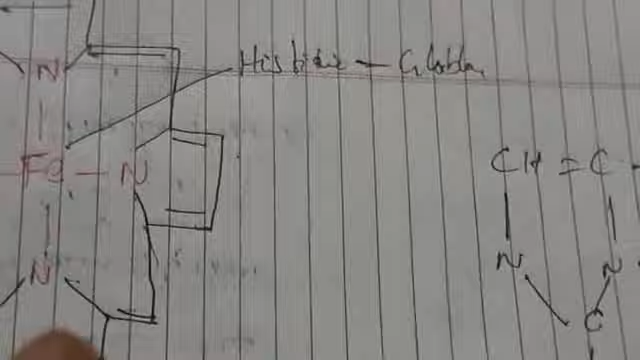 N
Histidine - Globin
CH = C -
Fe - N
N N
N
C